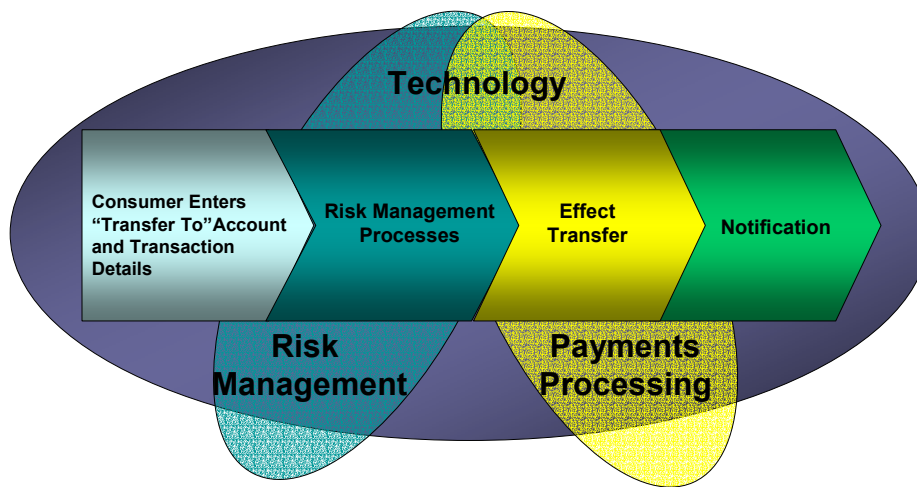 Technology
Consumer Enters
“Transfer To”Account
and Transaction
Details
Risk Management
Processes
Effect
Transfer
Notification
Risk
Management
Payments
Processing